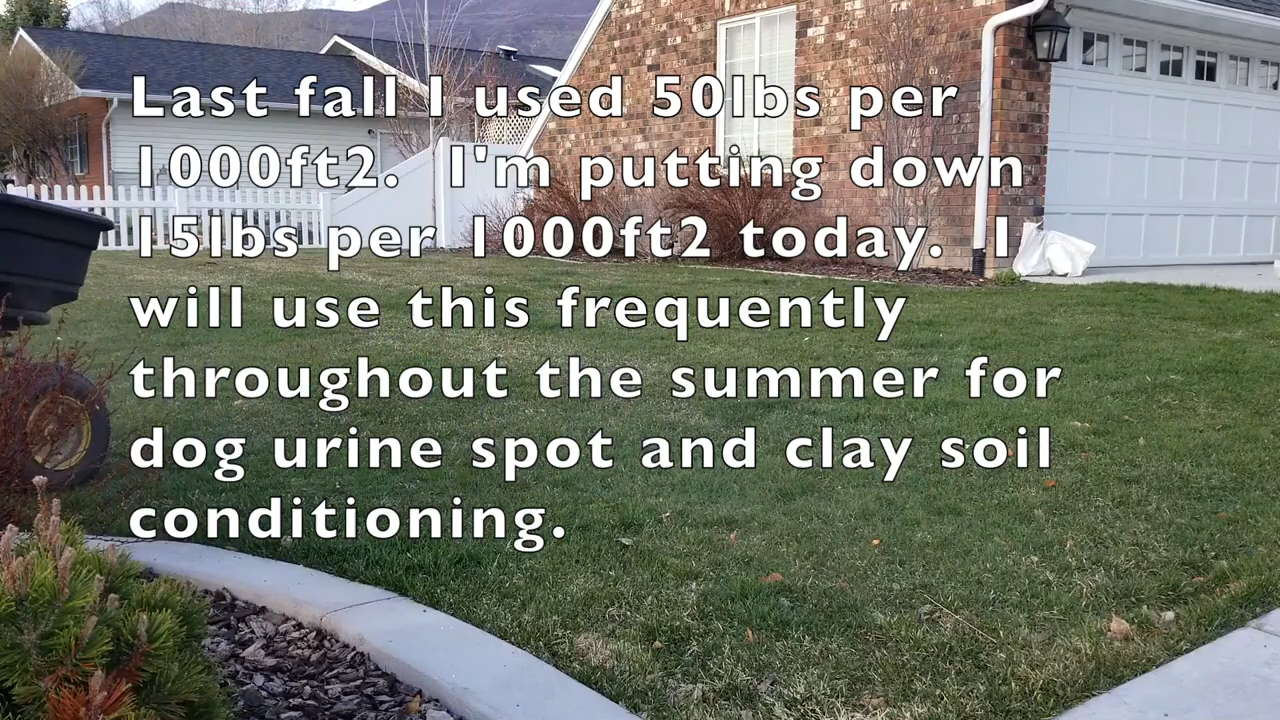 Last fall I used 50lbs per
1000ft2.  I'm putting down
15lbs per 1000ft2 today.  I
will use this frequently
throughout the summer for
dog urine spot and clay soil
conditioning.